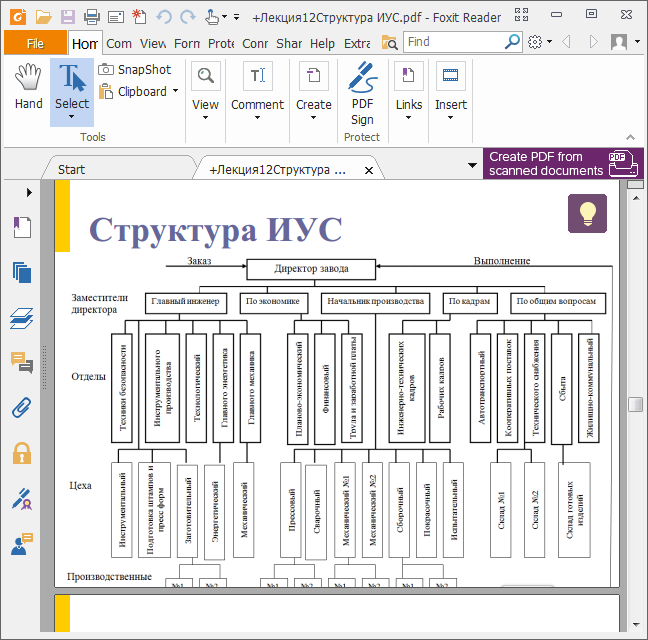 +Лекция12Структура ИУС.pdf - Foxit Reader
File
Hom
Com
View
Forn
Prote
Conr
Shar
Help
Extra
Find
Hand
Select
SnapShot
Clipboard
View
Comment
Create
PDF
Sign
Links
Insert
Tools
Protect
Start
+Лекция12Структура ...
Create PDF from
scanned documents
PDF
Структура ИУС
Заказ
Директор завода
Выполнение
Заместители
директора
Главный инженер
По экономике
Начальник производства
По кадрам
По общим вопросам
Отделы
Техники безопасности
Инструментального
производства
Технологический
Главного энергетика
Главного механика
Планово-экономический
Финансовый
Труда и заработной платы
Инженерно-технических
кадров
Рабочих кадров
Автотранспортный
Кооперативных поставок
Технического снабжения
Сбыта
Жилищно-коммунальный
Цеха
Инструментальный
Подготовка штампов и
пресс форм
Заготовительный
Энергетический
Механический
Прессовый
Сварочный
Механический №1
Механический №2
Сборочный
Покрасочный
Испытательный
Склад №1
Склад №2
Склад готовых
изделий
Производственные
№1
№2
№1
№2
№1
№2
№1
№2